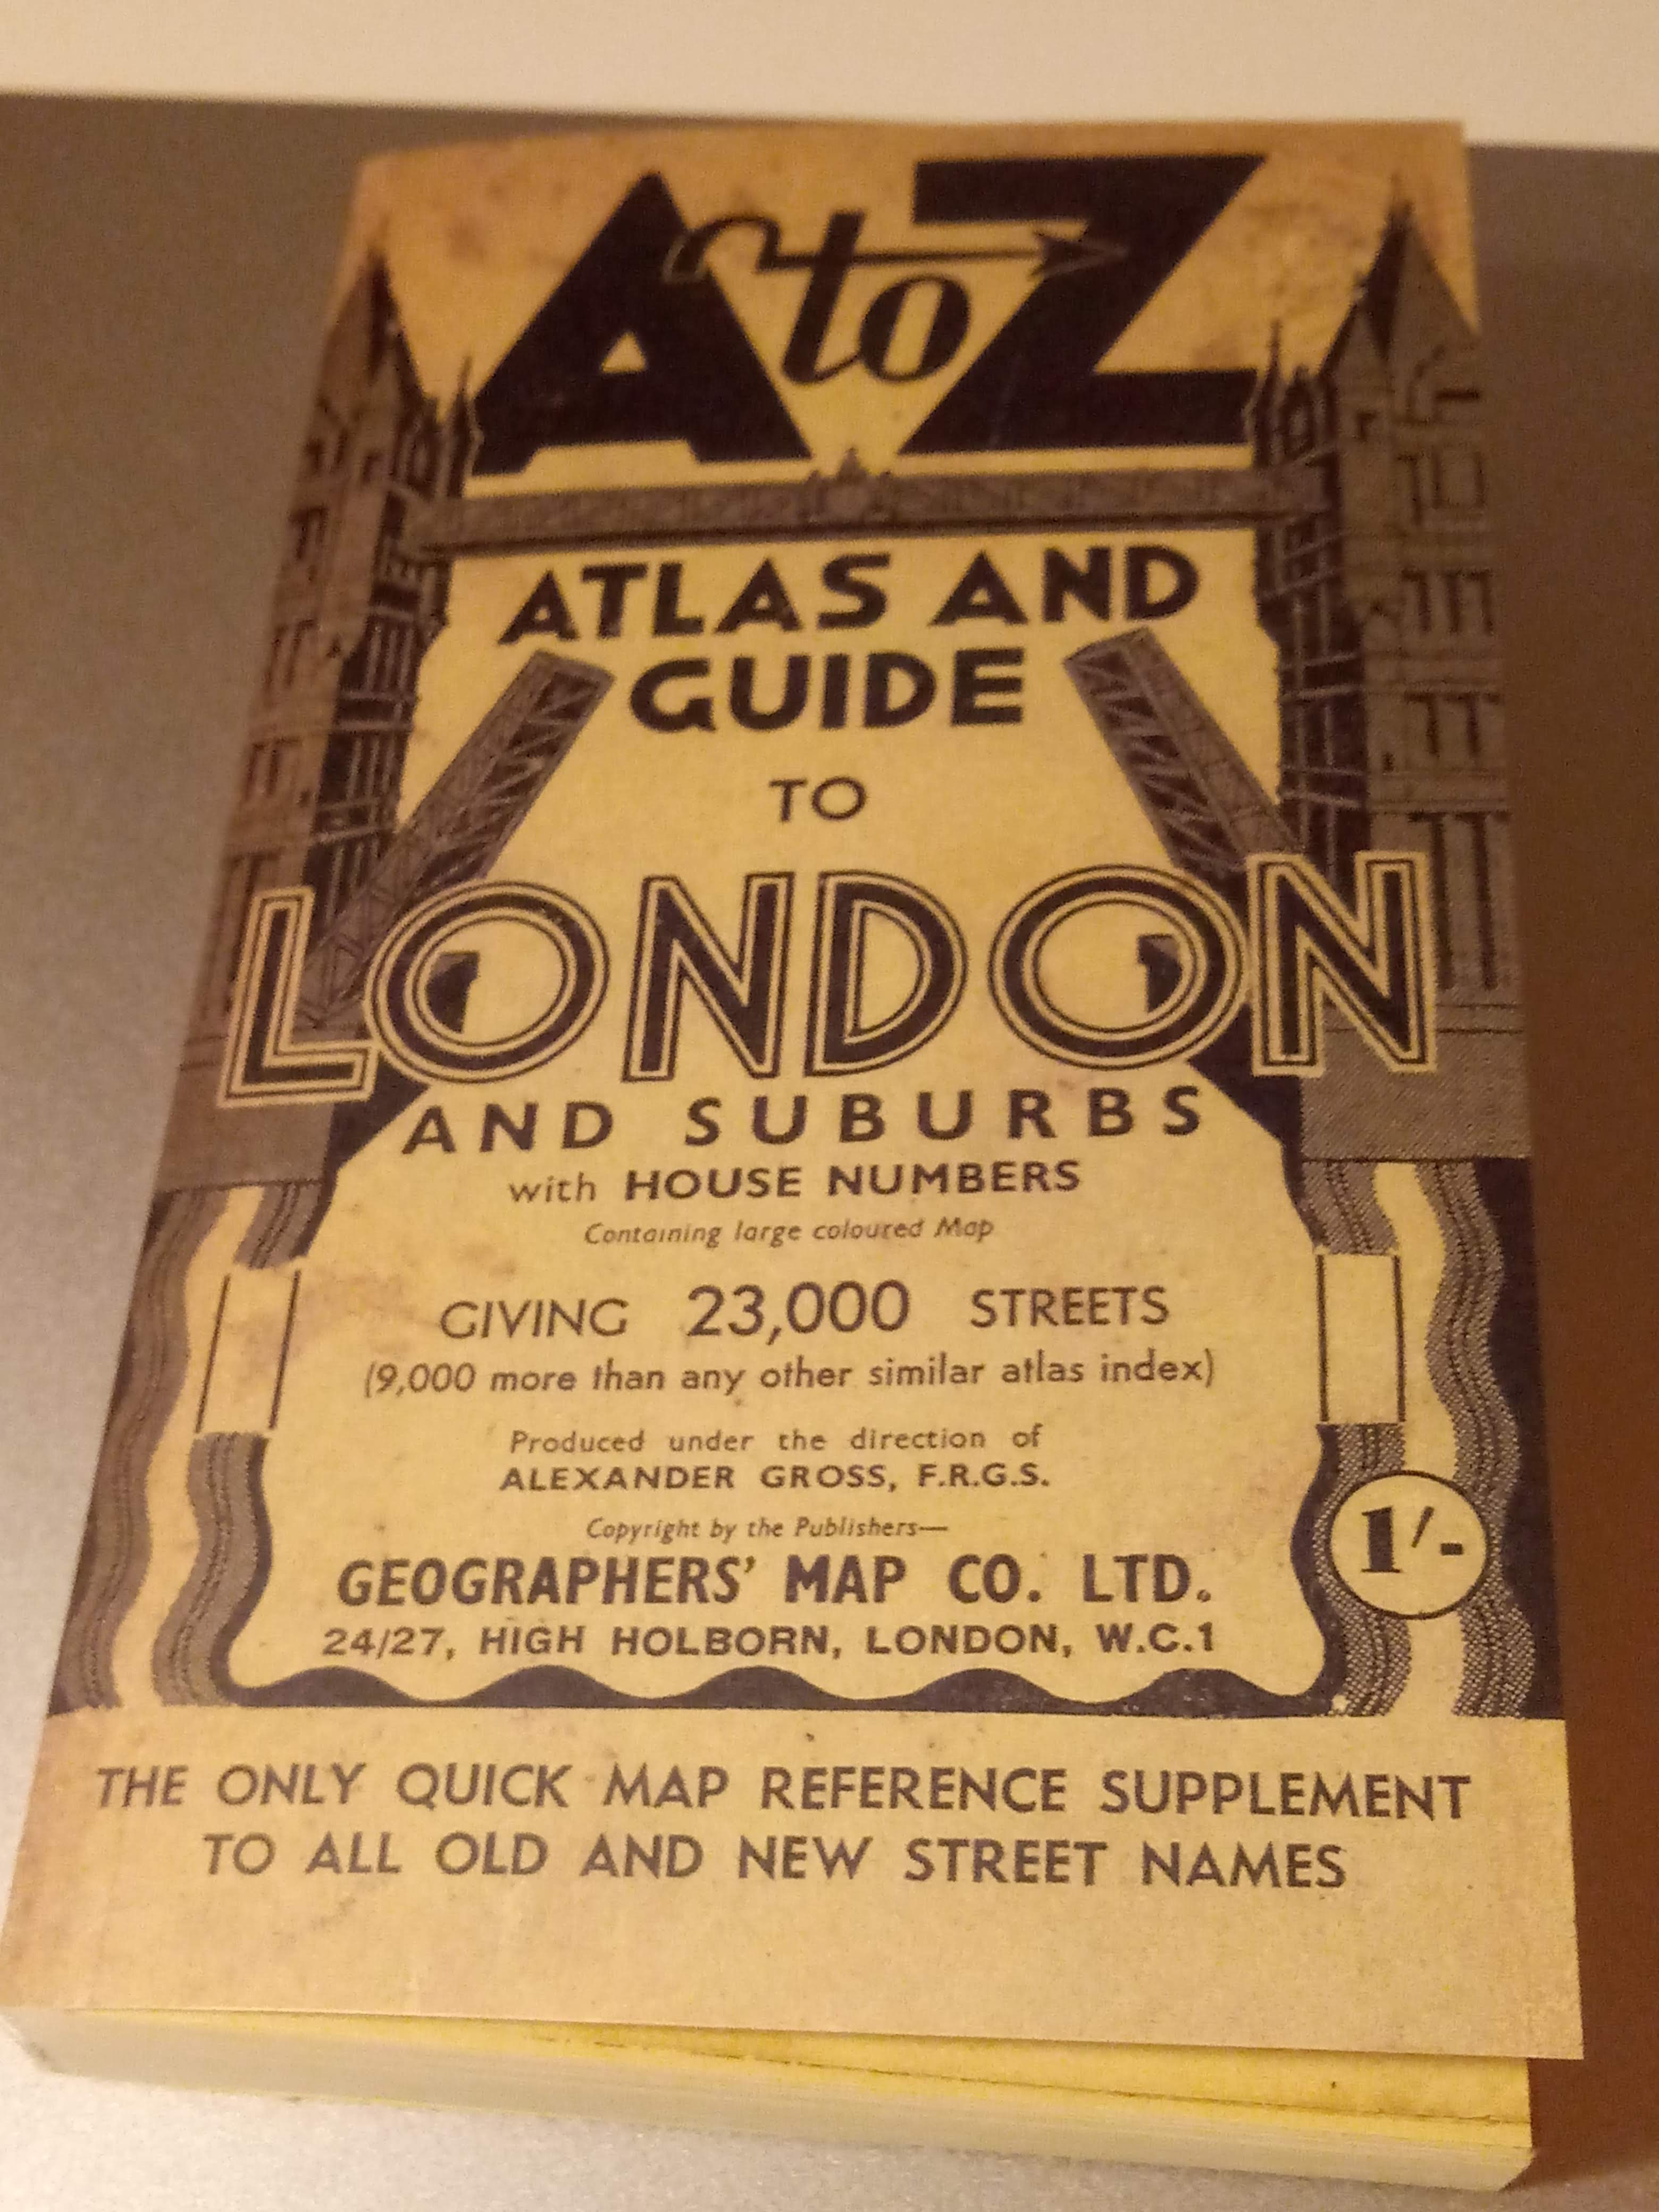 A to Z
ATLAS AND
GUIDE
TO
LONDON
AND SUBURBS
with HOUSE NUMBERS
Containing large coloured Map
GIVING 23,000 STREETS
(9,000 more than any other similar atlas index)
Produced under the direction of
ALEXANDER GROSS, F.R.G.S.
Copyright by the Publishers—
GEOGRAPHERS' MAP CO. LTD.
24/27, HIGH HOLBORN, LONDON, W.C.1
1/-
THE ONLY QUICK MAP REFERENCE SUPPLEMENT
TO ALL OLD AND NEW STREET NAMES